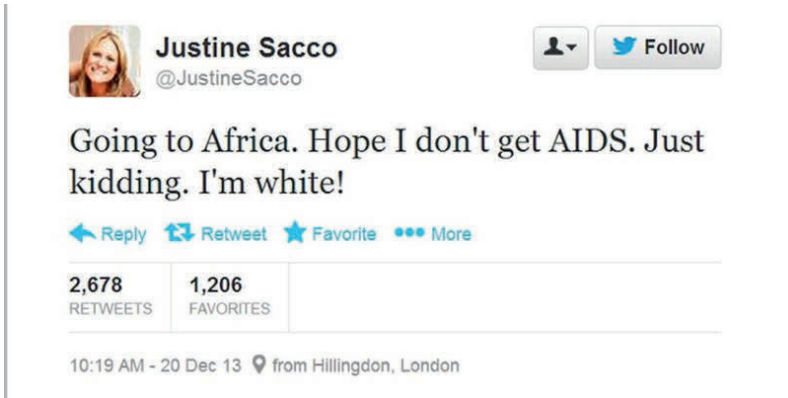 Justine Sacco
Follow
@JustineSacco
Going to Africa. Hope I don't get AIDS. Just
kidding. I'm white!
Reply Retweet Favorite More
2,678 1,206
RETWEETS FAVORITES
10:19 AM - 20 Dec 13 from Hillingdon, London